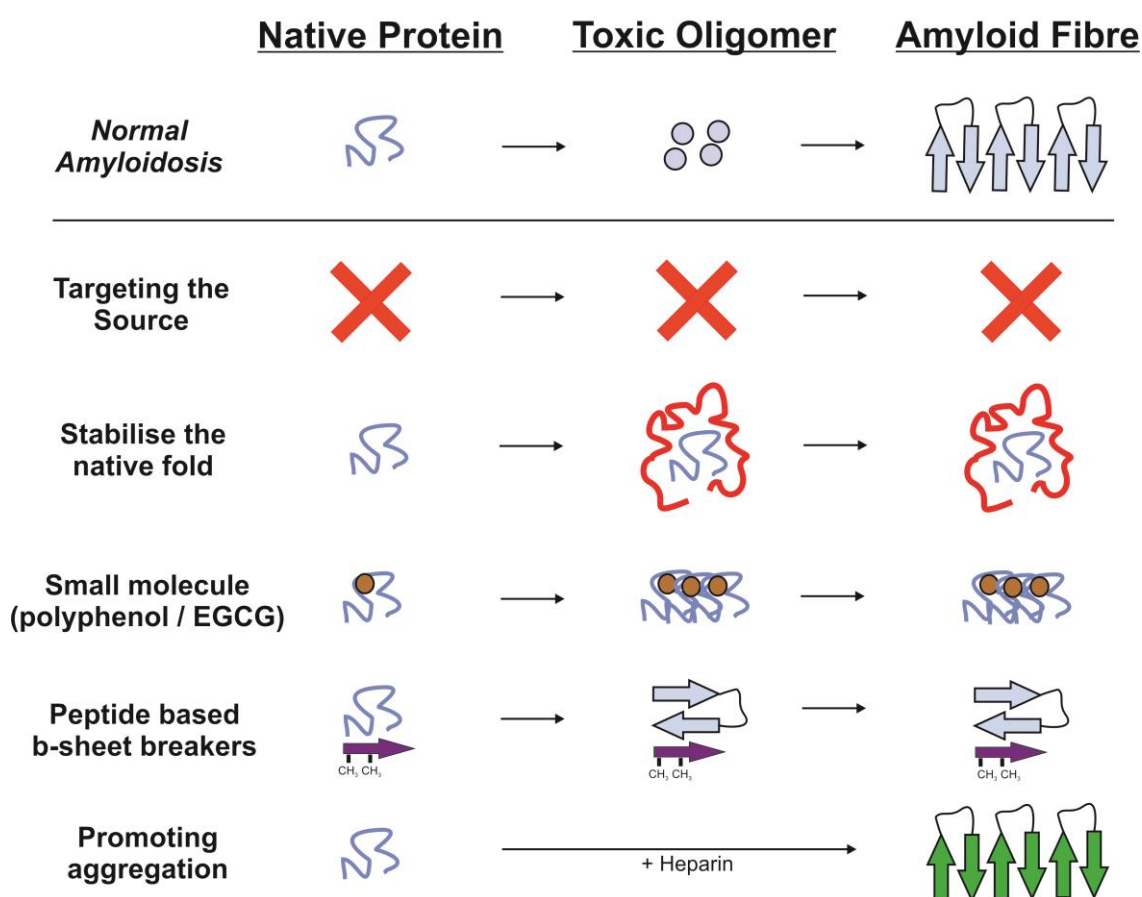 Native Protein Toxic Oligomer Amyloid Fibre
Normal
Amyloidosis
Targeting the
Source
Stabilise the
native fold
Small molecule
(polyphenol / EGCG)
Peptide based
b-sheet breakers
CH₃ CH₃
CH₃ CH₃
CH₃ CH₃
Promoting
aggregation
+ Heparin